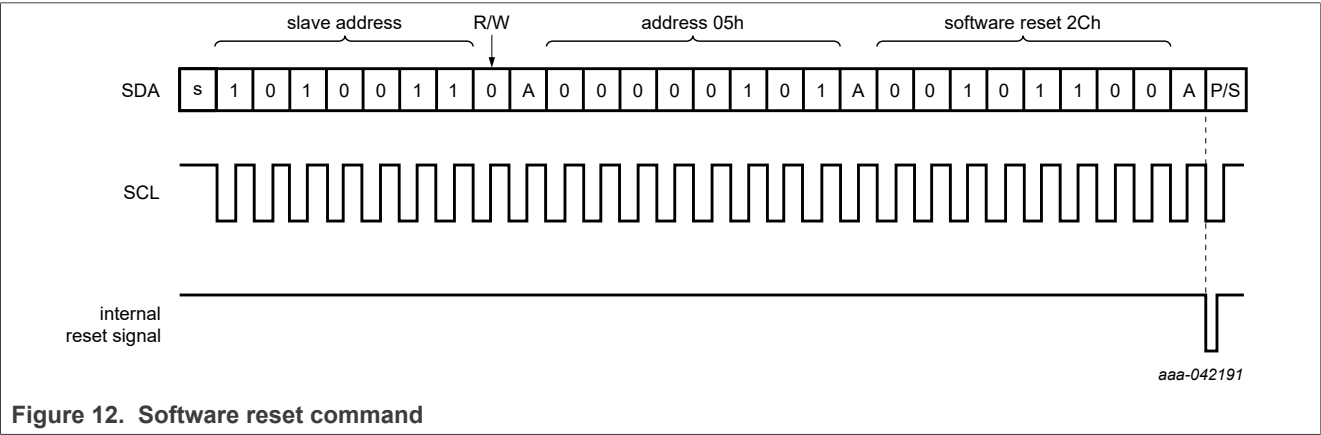 slave address R/W address 05h software reset 2Ch
SDA s 1 0 1 0 0 1 1 0 A 0 0 0 0 0 1 0 1 A 0 0 1 0 1 1 0 0 A P/S
SCL
internal
reset signal
aaa-042191
Figure 12. Software reset command